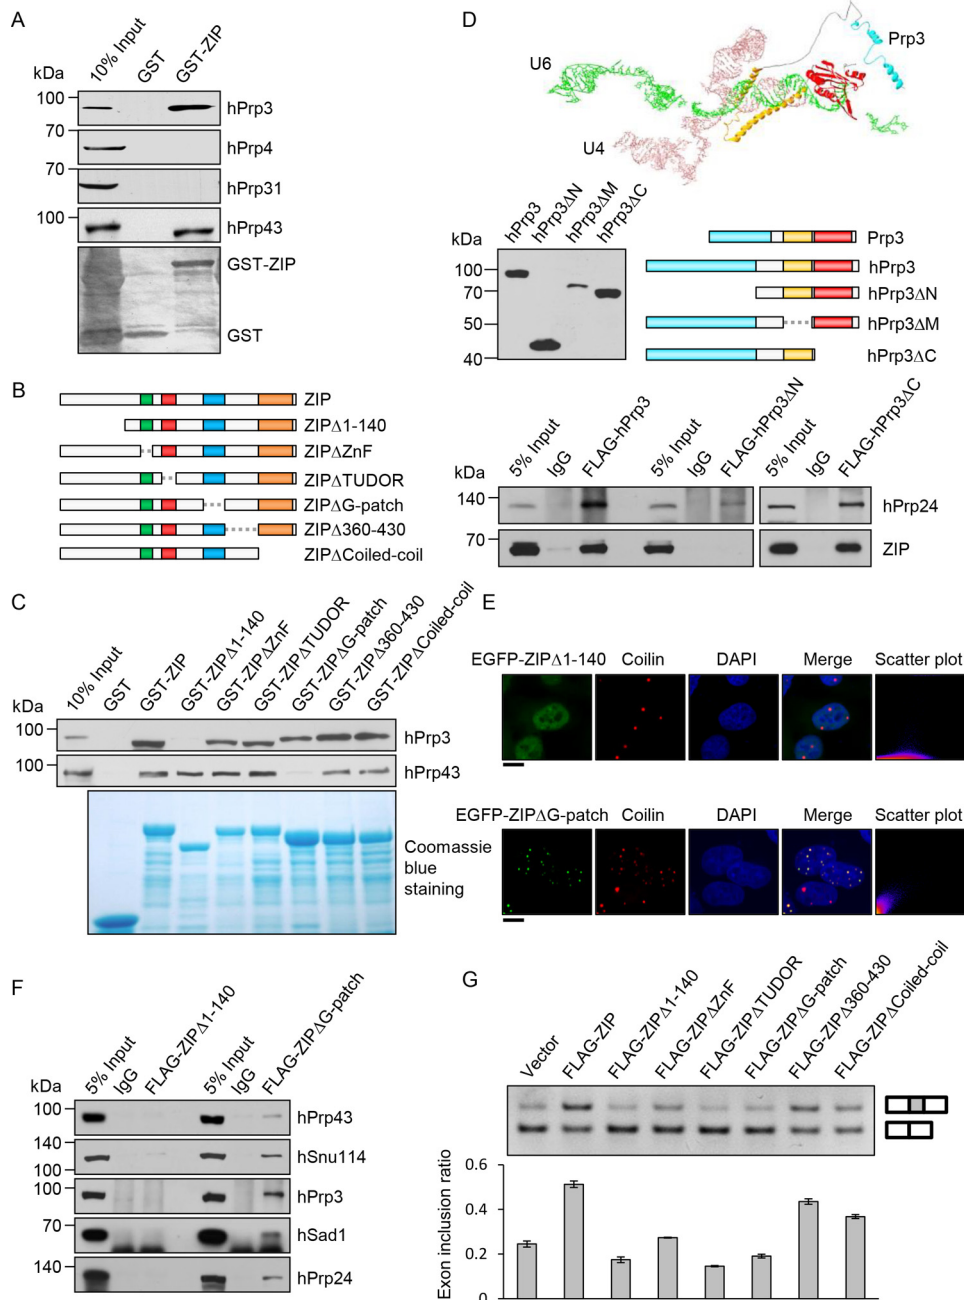 A
10% Input
GST
GST-ZIP
kDa
100
hPrp3
70
hPrp4
70
hPrp31
100
hPrp43
GST-ZIP
GST
B
ZIP
ZIPΔ1-140
ZIPΔZnF
ZIPΔTUDOR
ZIPΔG-patch
ZIPΔ360-430
ZIPΔCoiled-coil
C
10% Input
GST
GST-ZIP
GST-ZIPΔ1-140
GST-ZIPΔZnF
GST-ZIPΔTUDOR
GST-ZIPΔG-patch
GST-ZIPΔ360-430
GST-ZIPΔCoiled-coil
kDa
100
hPrp3
100
hPrp43
Coomassie
blue
staining
D
Prp3
U6
U4
hPrp3
hPrp3ΔN
hPrp3ΔM
hPrp3ΔC
kDa
100
70
50
40
Prp3
hPrp3
hPrp3ΔN
hPrp3ΔM
hPrp3ΔC
5% Input
IgG
FLAG-hPrp3
5% Input
IgG
FLAG-hPrp3ΔN
5% Input
IgG
FLAG-hPrp3ΔC
kDa
140
hPrp24
70
ZIP
E
EGFP-ZIPΔ1-140 Coilin DAPI Merge Scatter plot
EGFP-ZIPΔG-patch Coilin DAPI Merge Scatter plot
F
5% Input
IgG
FLAG-ZIPΔ1-140
5% Input
IgG
FLAG-ZIPΔG-patch
kDa
100
hPrp43
140
100
hSnu114
100
hPrp3
70
hSad1
140
hPrp24
G
Vector
FLAG-ZIP
FLAG-ZIPΔ1-140
FLAG-ZIPΔZnF
FLAG-ZIPΔTUDOR
FLAG-ZIPΔG-patch
FLAG-ZIPΔ360-430
FLAG-ZIPΔCoiled-coil
Exon inclusion ratio
0.6
0.4
0.2
0